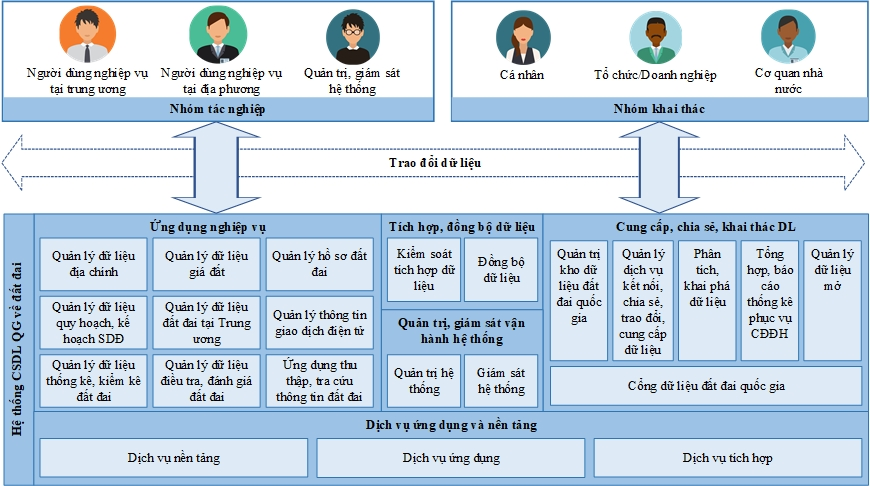 Người dùng nghiệp vụ
tại trung ương
Người dùng nghiệp vụ
tại địa phương
Quản trị, giám sát
hệ thống
Nhóm tác nghiệp
Cá nhân
Tổ chức/Doanh nghiệp
Cơ quan nhà
nước
Nhóm khai thác
Trao đổi dữ liệu
Hệ thống CSDL QG về đất đai
Ứng dụng nghiệp vụ
Quản lý dữ liệu
địa chính
Quản lý dữ liệu
giá đất
Quản lý hồ sơ đất
đai
Quản lý dữ liệu
quy hoạch, kế
hoạch SDĐ
Quản lý dữ liệu
đất đai tại Trung
ương
Quản lý thông tin
giao dịch điện tử
Quản lý dữ liệu
thống kê, kiểm kê
đất đai
Quản lý dữ liệu
điều tra, đánh giá
đất đai
Ứng dụng thu
thập, tra cứu
thông tin đất đai
Tích hợp, đồng bộ dữ liệu
Kiểm soát
tích hợp dữ
liệu
Đồng bộ
dữ liệu
Quản trị, giám sát vận
hành hệ thống
Quản trị hệ
thống
Giám sát
hệ thống
Cung cấp, chia sẻ, khai thác DL
Quản trị
kho dữ
liệu đất
đai quốc
gia
Quản lý
dịch vụ
kết nối,
chia sẻ,
trao đổi,
cung cấp
dữ liệu
Phân
tích,
khai phá
dữ liệu
Tổng
hợp, báo
cáo
thống kê
phục vụ
CĐĐH
Quản lý
dữ liệu
mở
Cổng dữ liệu đất đai quốc gia
Dịch vụ ứng dụng và nền tảng
Dịch vụ nền tảng
Dịch vụ ứng dụng
Dịch vụ tích hợp